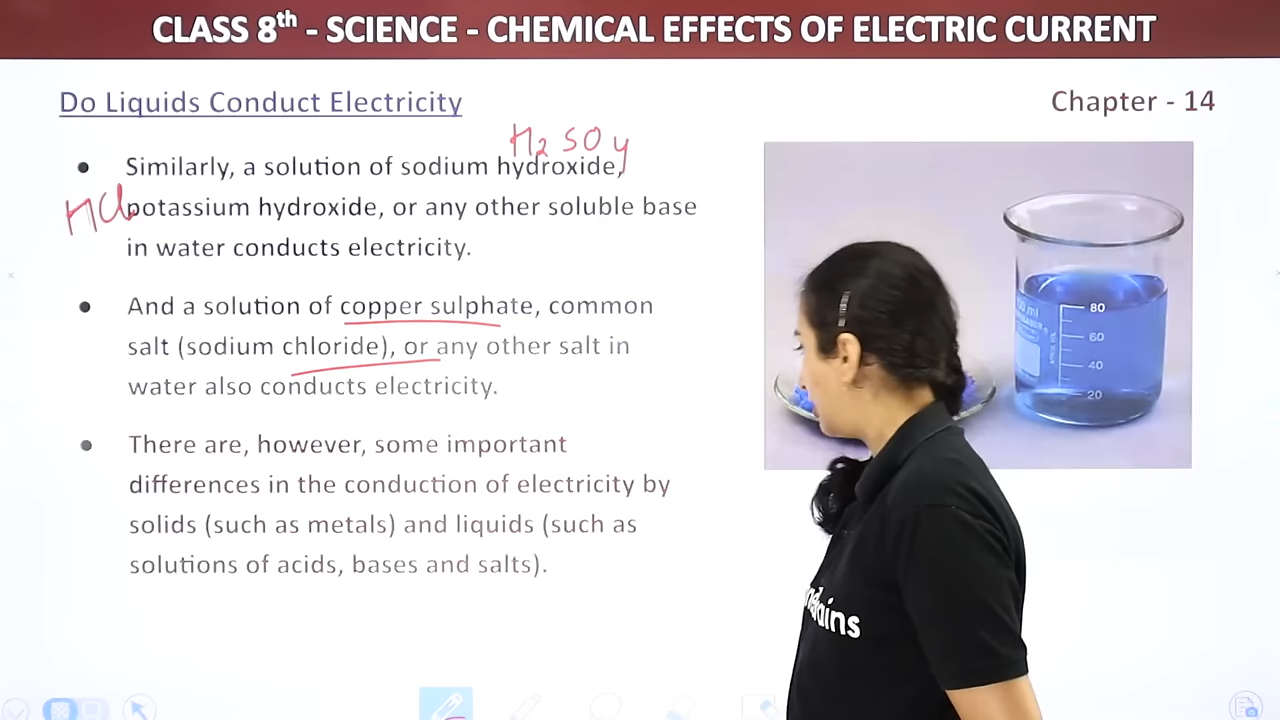 CLASS 8th - SCIENCE - CHEMICAL EFFECTS OF ELECTRIC CURRENT
Do Liquids Conduct Electricity
Chapter - 14
H2SO4
• Similarly, a solution of sodium hydroxide,
HCl
potassium hydroxide, or any other soluble base
in water conducts electricity.
• And a solution of copper sulphate, common
salt (sodium chloride), or any other salt in
water also conducts electricity.
• There are, however, some important
differences in the conduction of electricity by
solids (such as metals) and liquids (such as
solutions of acids, bases and salts).
80
60
40
20